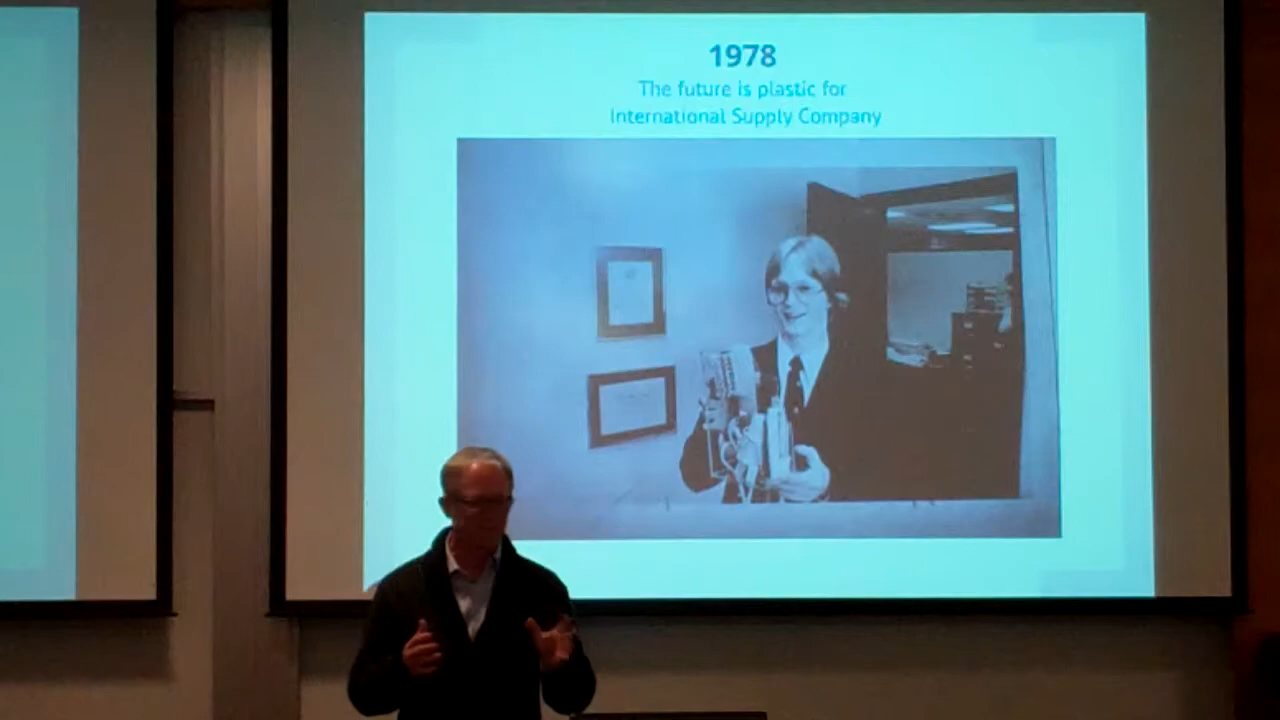 1978
The future is plastic for
International Supply Company